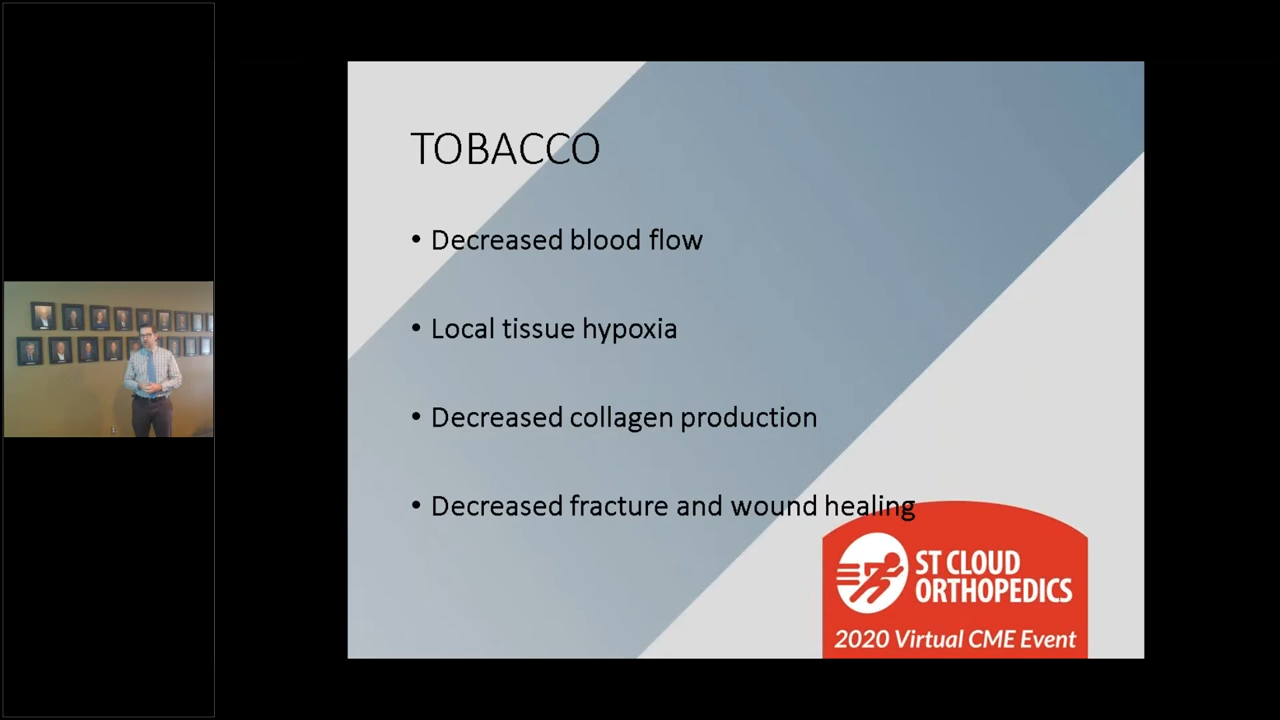 TOBACCO
• Decreased blood flow
• Local tissue hypoxia
• Decreased collagen production
• Decreased fracture and wound healing
ST CLOUD
ORTHOPEDICS
2020 Virtual CME Event